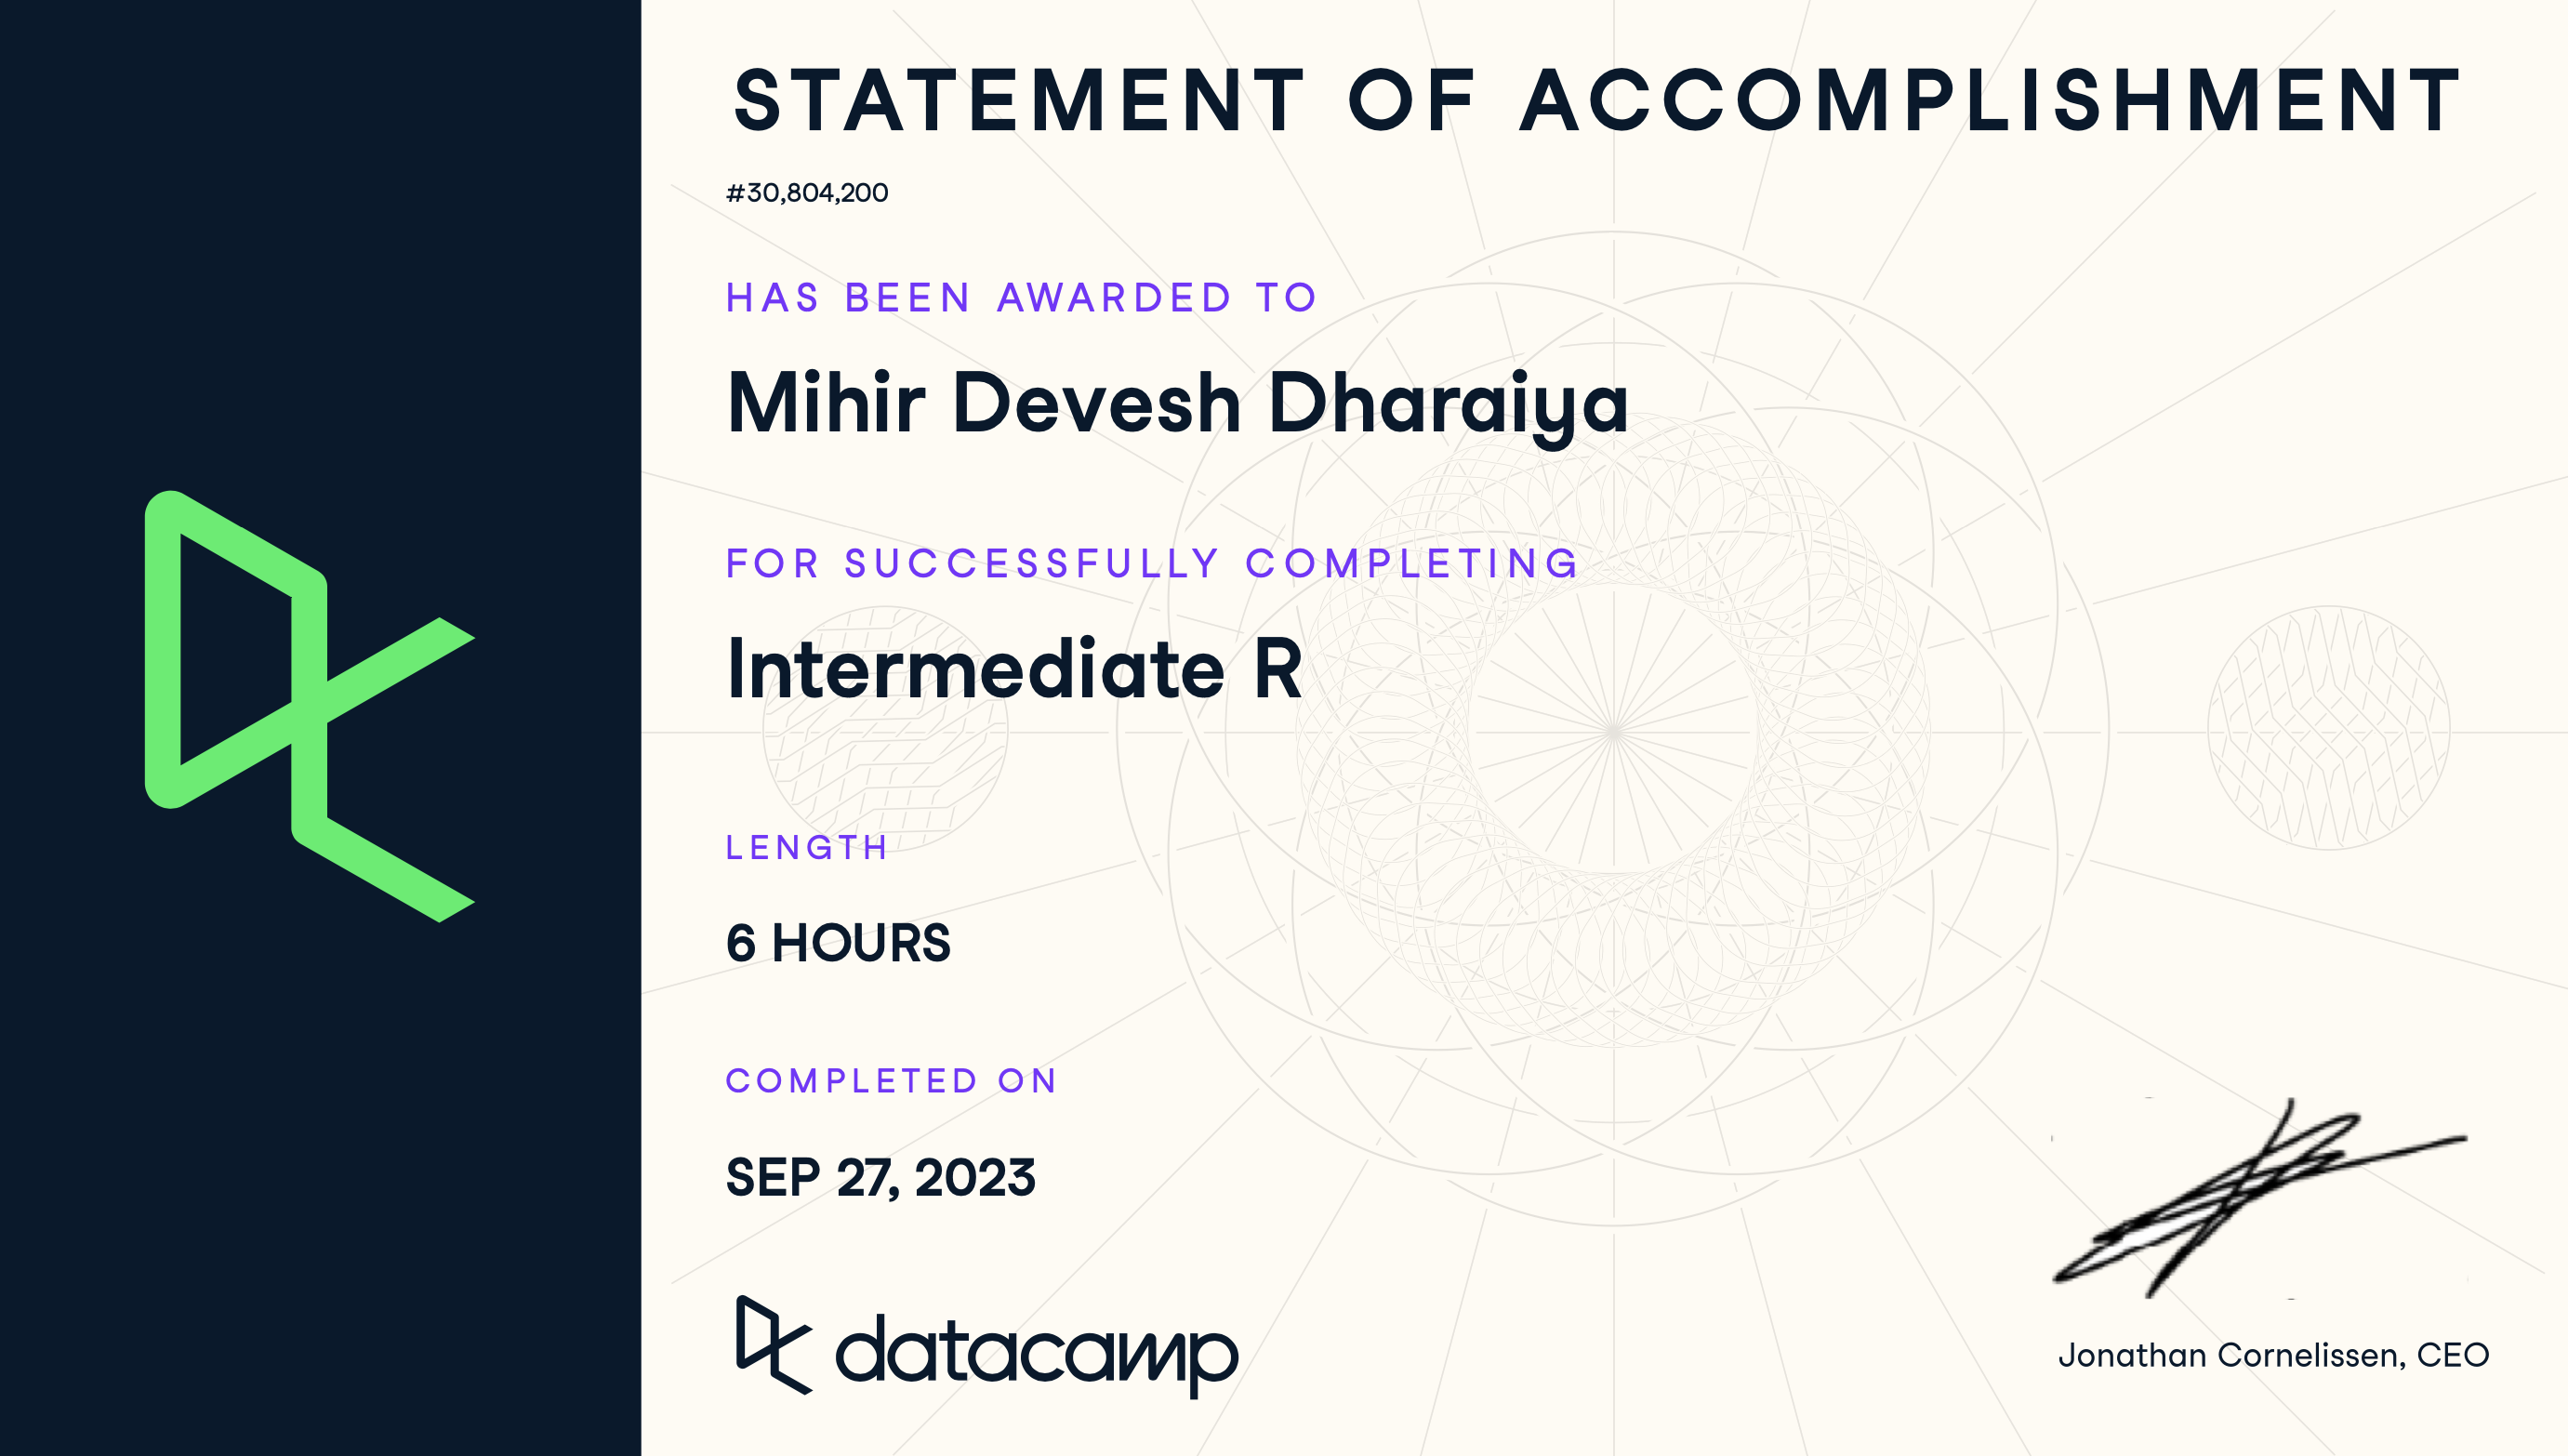 STATEMENT OF ACCOMPLISHMENT
#30,804,200
HAS BEEN AWARDED TO
Mihir Devesh Dharaiya
FOR SUCCESSFULLY COMPLETING
Intermediate R
LENGTH
6 HOURS
COMPLETED ON
SEP 27, 2023
datacamp
Jonathan Cornelissen, CEO